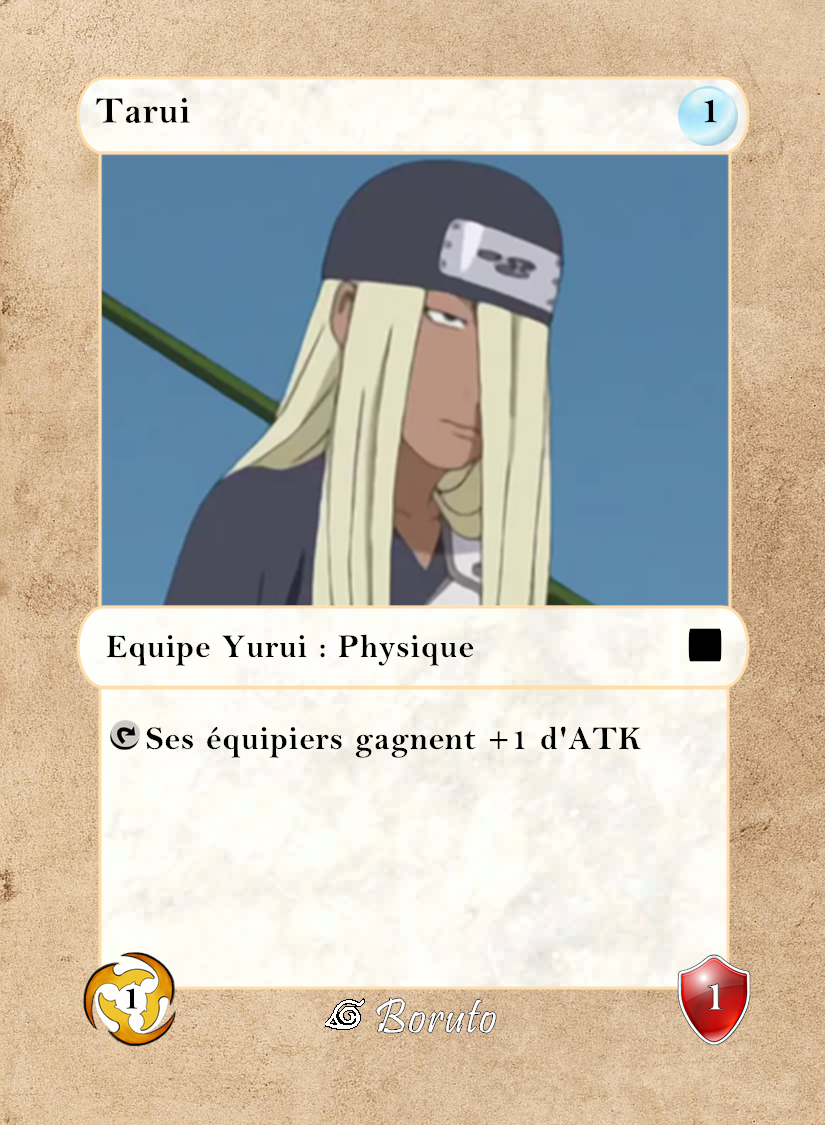 Tarui
1
Equipe Yurui : Physique
Ses équipiers gagnent +1 d'ATK
1
Boruto
1